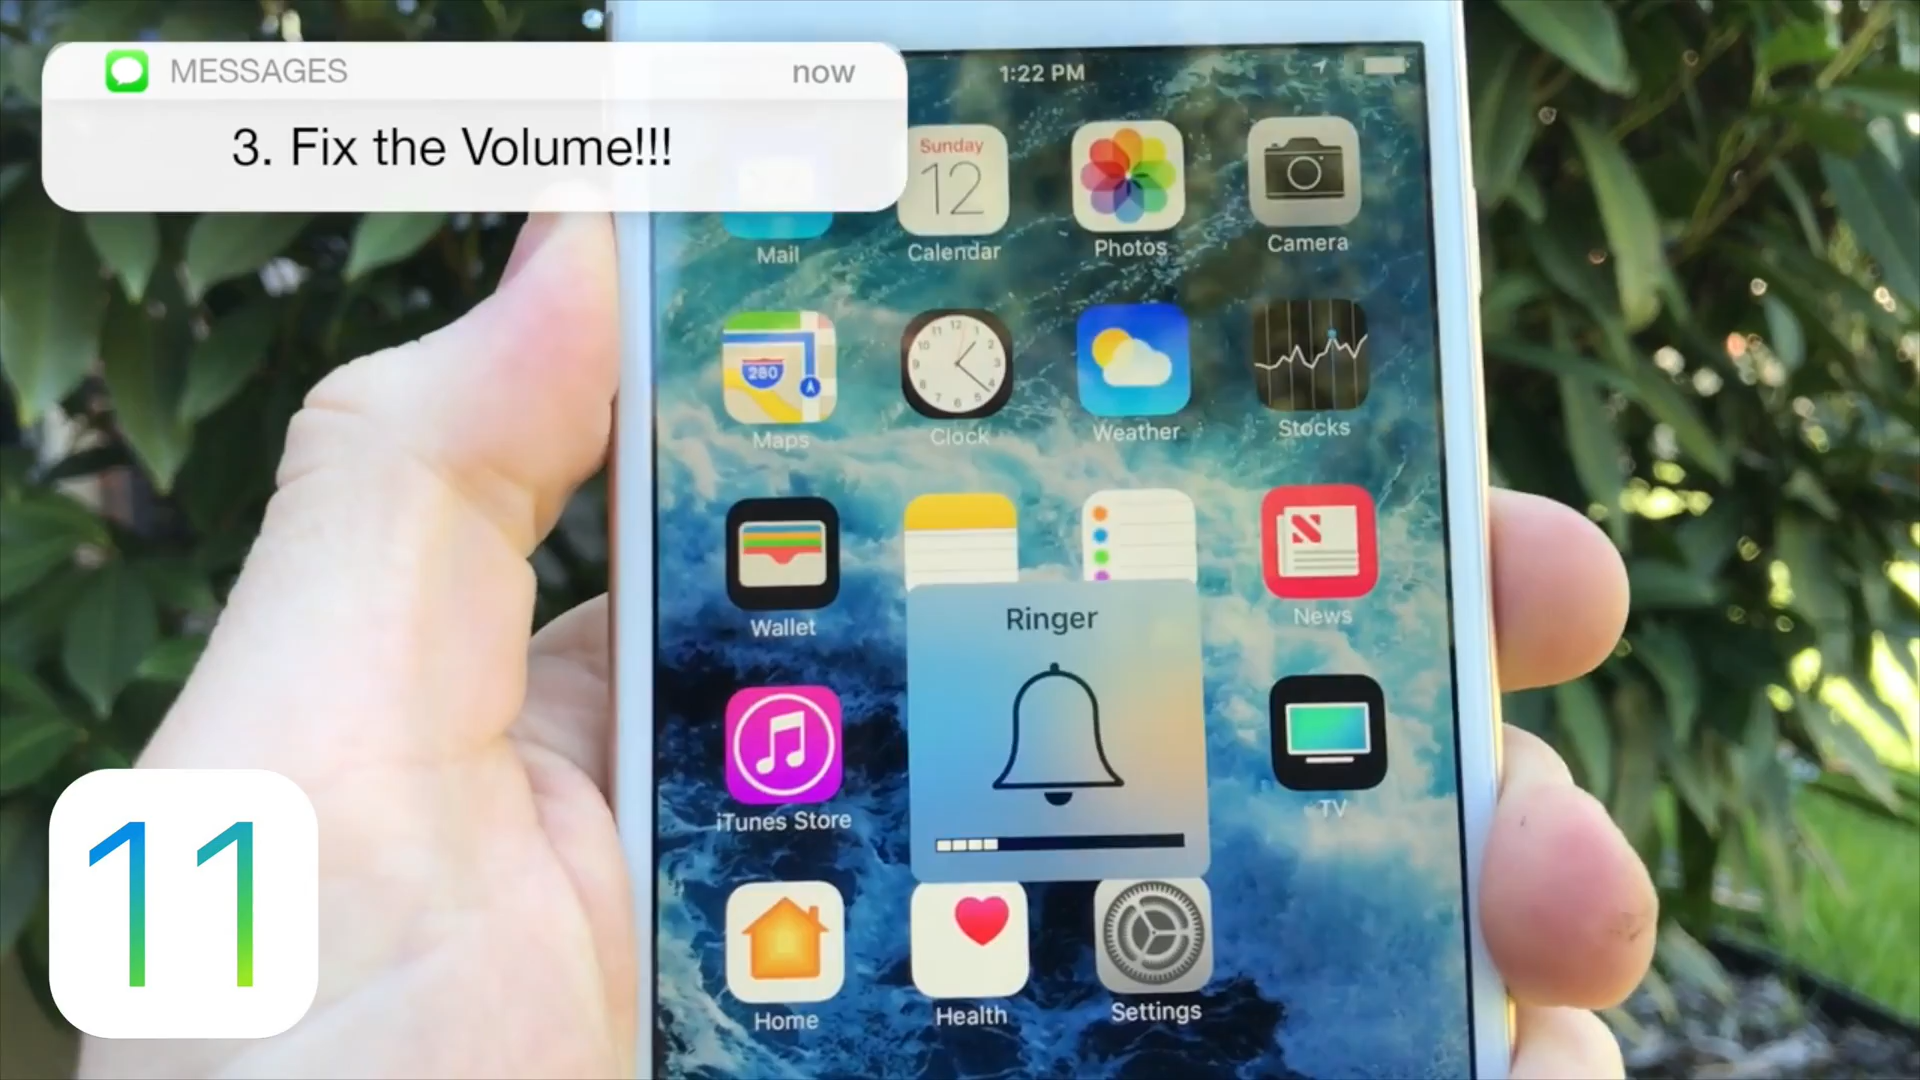 MESSAGES now
3. Fix the Volume!!!
1:22 PM
Sunday
12
Mail Calendar Photos Camera
280
Maps Clock Weather Stocks
Wallet News
Ringer
iTunes Store TV
11
Home Health Settings